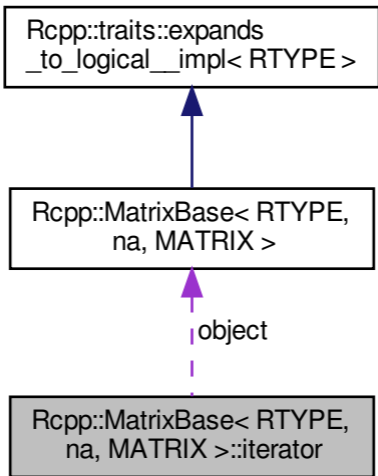 Rcpp::traits::expands
_to_logical__impl< RTYPE >
Rcpp::MatrixBase< RTYPE,
na, MATRIX >
object
Rcpp::MatrixBase< RTYPE,
na, MATRIX >::iterator